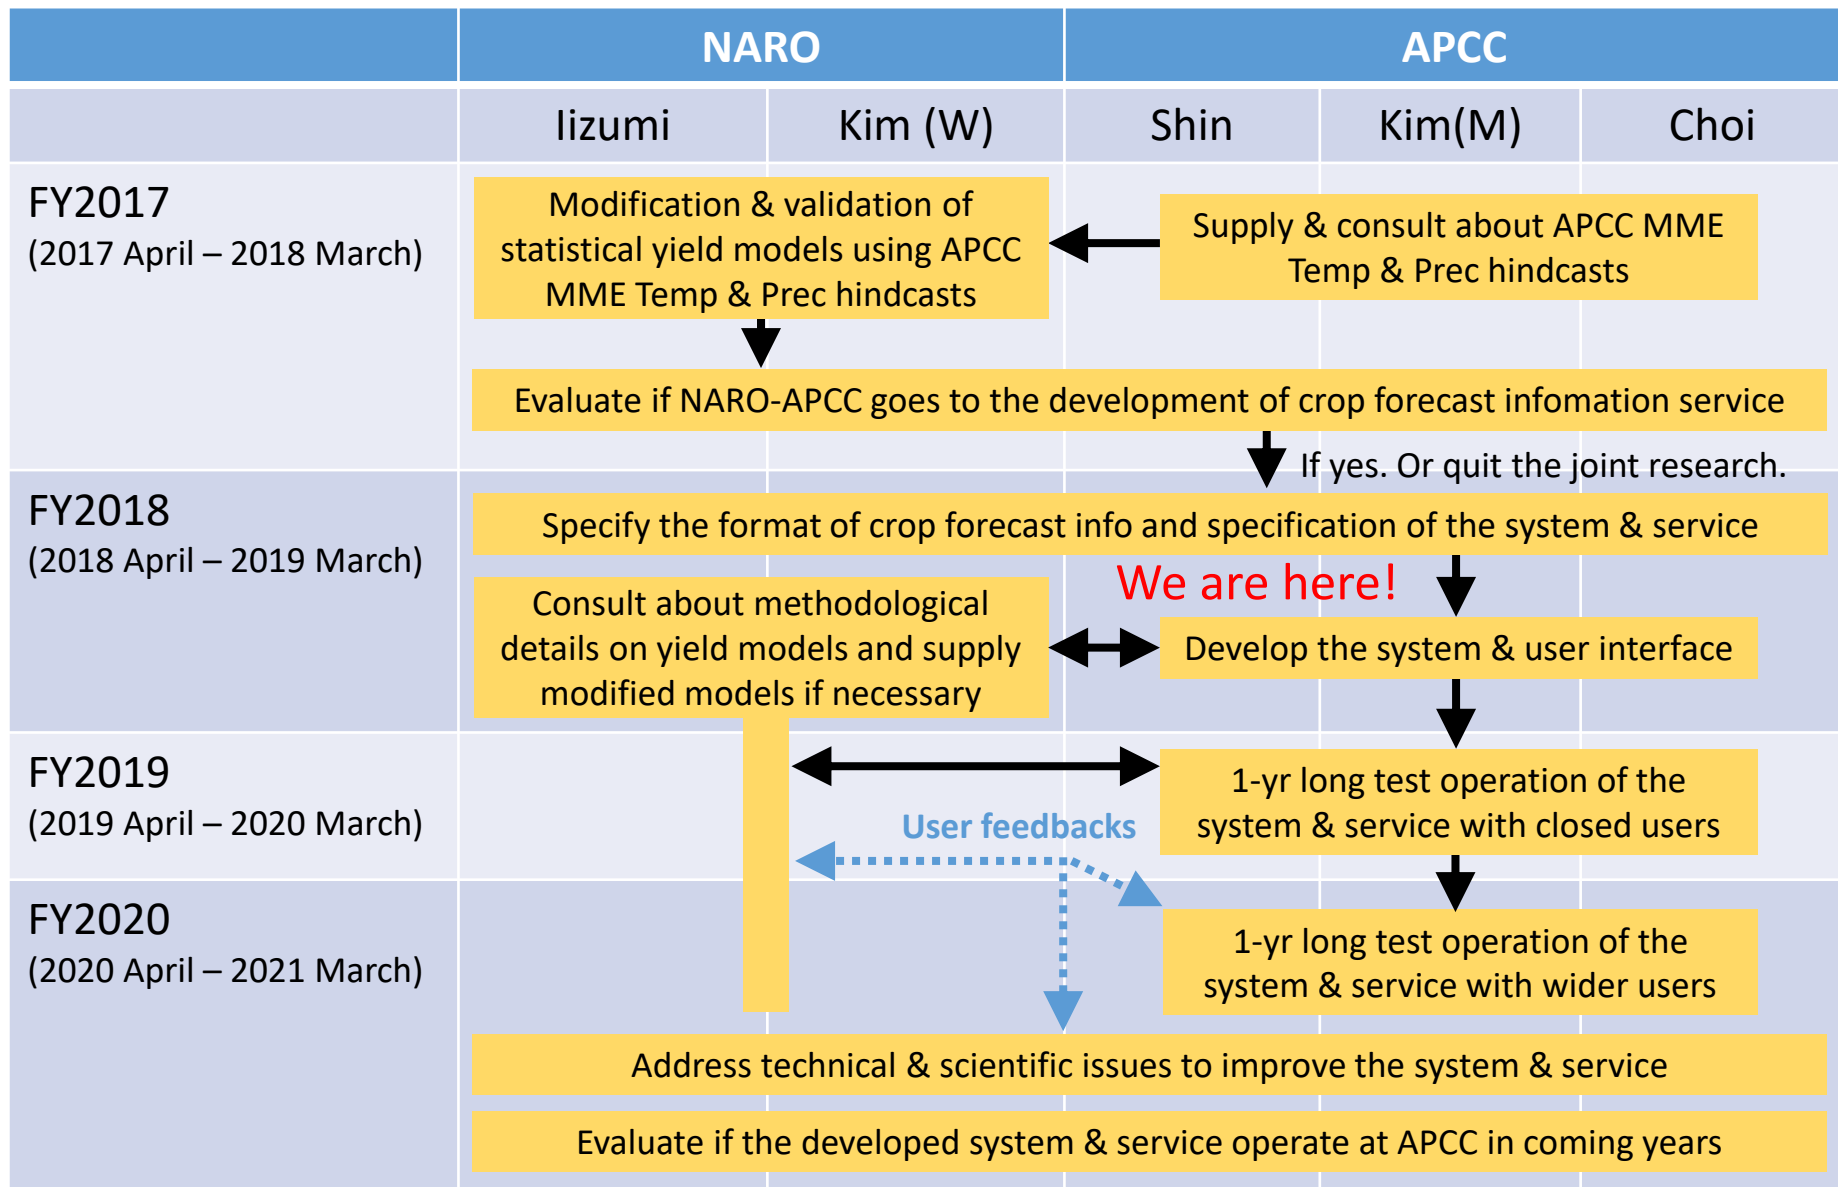 NARO
APCC
Iizumi
Kim (W)
Shin
Kim(M)
Choi
FY2017
(2017 April – 2018 March)
Modification & validation of
statistical yield models using APCC
MME Temp & Prec hindcasts
Supply & consult about APCC MME
Temp & Prec hindcasts
Evaluate if NARO-APCC goes to the development of crop forecast infomation service
If yes. Or quit the joint research.
FY2018
(2018 April – 2019 March)
Specify the format of crop forecast info and specification of the system & service
We are here!
Consult about methodological
details on yield models and supply
modified models if necessary
Develop the system & user interface
FY2019
(2019 April – 2020 March)
1-yr long test operation of the
system & service with closed users
User feedbacks
FY2020
(2020 April – 2021 March)
1-yr long test operation of the
system & service with wider users
Address technical & scientific issues to improve the system & service
Evaluate if the developed system & service operate at APCC in coming years